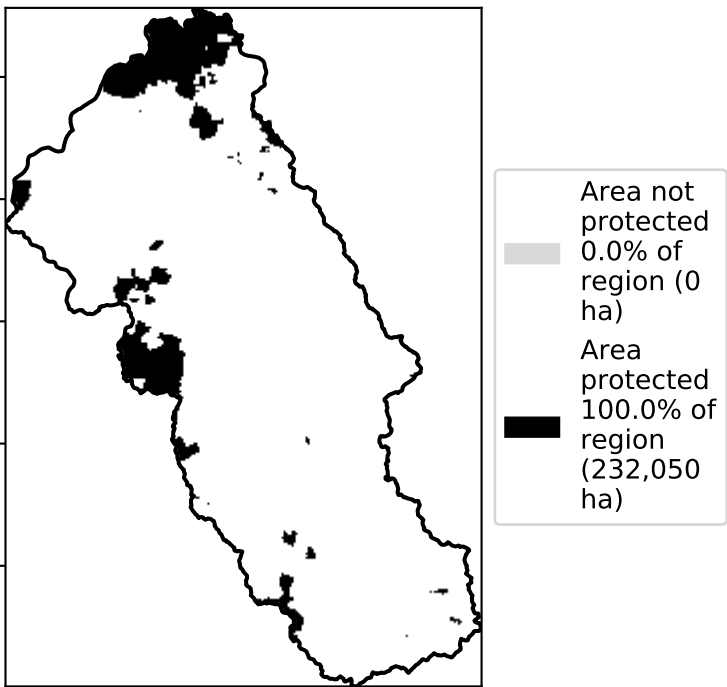 Area not
protected
0.0% of
region (0
ha)
Area
protected
100.0% of
region
(232,050
ha)